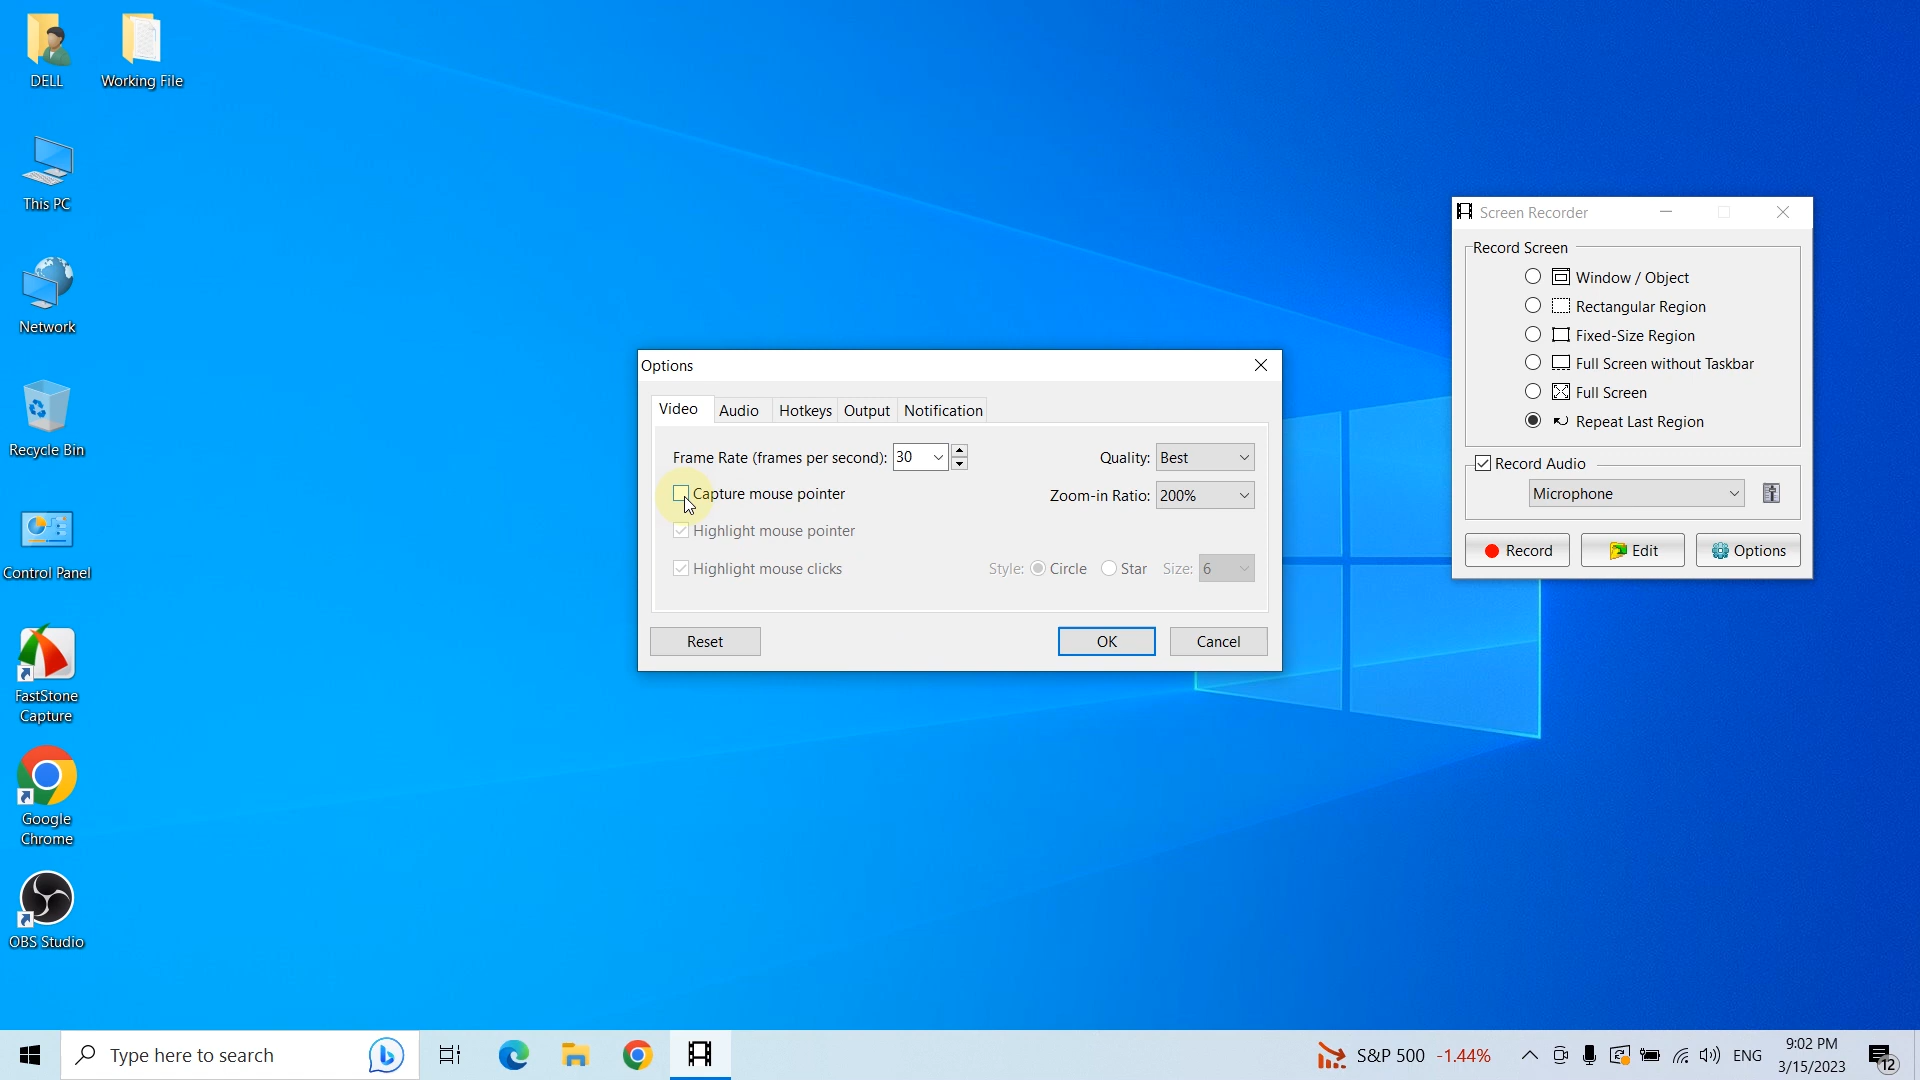 DELL
Working File
This PC
Network
Recycle Bin
Control Panel
FastStone
Capture
Google
Chrome
OBS Studio
Options
Video Audio Hotkeys Output Notification
Frame Rate (frames per second): 30 Quality: Best
Capture mouse pointer Zoom-in Ratio: 200%
Highlight mouse pointer
Highlight mouse clicks Style: Circle Star Size: 6
Reset OK Cancel
Screen Recorder
Record Screen
Window / Object
Rectangular Region
Fixed-Size Region
Full Screen without Taskbar
Full Screen
Repeat Last Region
Record Audio
Microphone
Record Edit Options
Type here to search
S&P 500 -1.44%
ENG
9:02 PM
3/15/2023
12